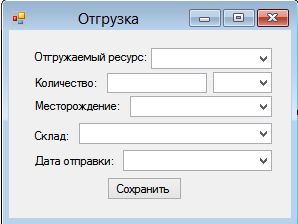 Отгрузка
Отгружаемый ресурс:
Количество:
Месторождение:
Склад:
Дата отправки:
Сохранить